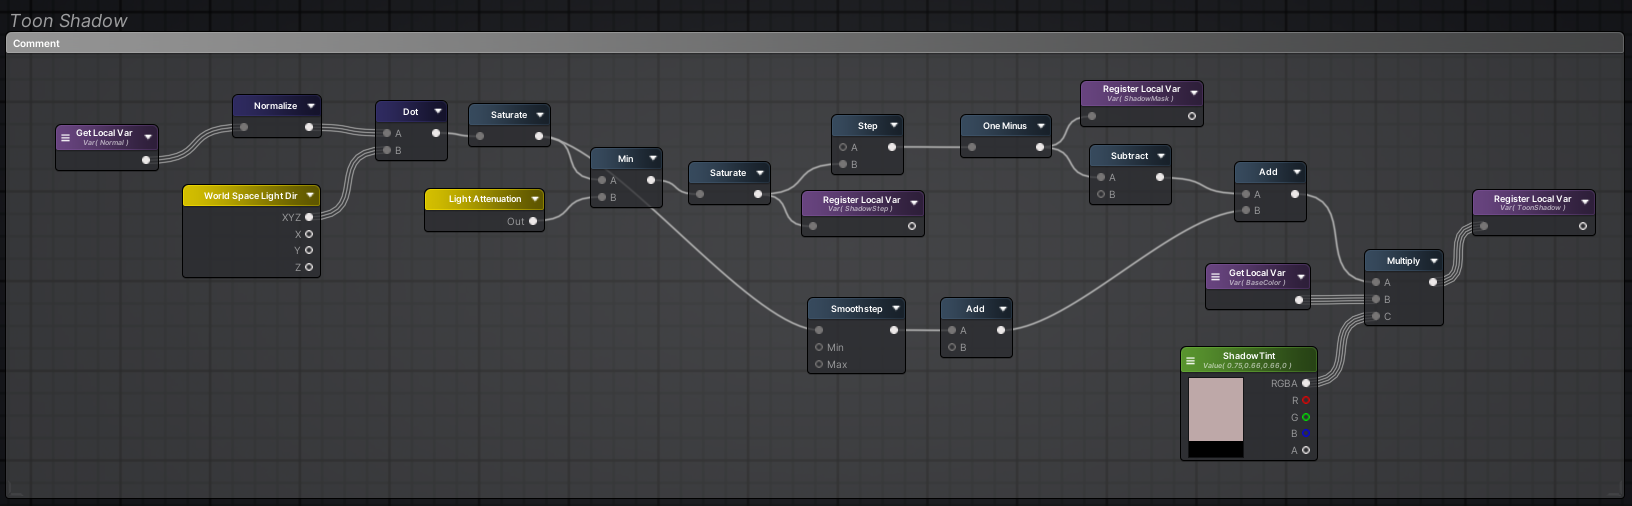 Toon Shadow
Comment
Get Local Var
Var( Normal )
Normalize
World Space Light Dir
XYZ
X
Y
Z
Dot
A
B
Saturate
Light Attenuation
Out
Min
A
B
Saturate
Step
A
B
Register Local Var
Var( ShadowStep )
One Minus
Register Local Var
Var( ShadowMask )
Subtract
A
B
Smoothstep
Min
Max
Add
A
B
Add
A
B
Get Local Var
Var( BaseColor )
ShadowTint
Value( 0.75,0.66,0.66,0 )
RGBA
R
G
B
A
Multiply
A
B
C
Register Local Var
Var( ToonShadow )